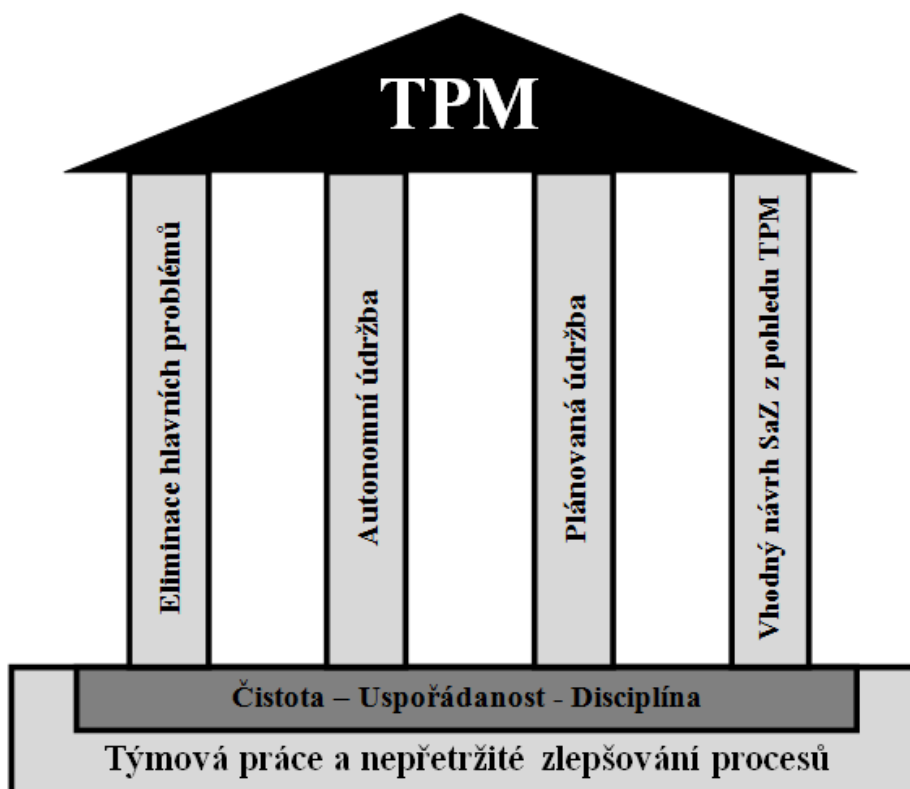 TPM
Eliminace hlavních problémů
Autonomní údržba
Plánovaná údržba
Vhodný návrh SaZ z pohledu TPM
Čistota – Uspořádanost - Disciplína
Týmová práce a nepřetržité zlepšování procesů